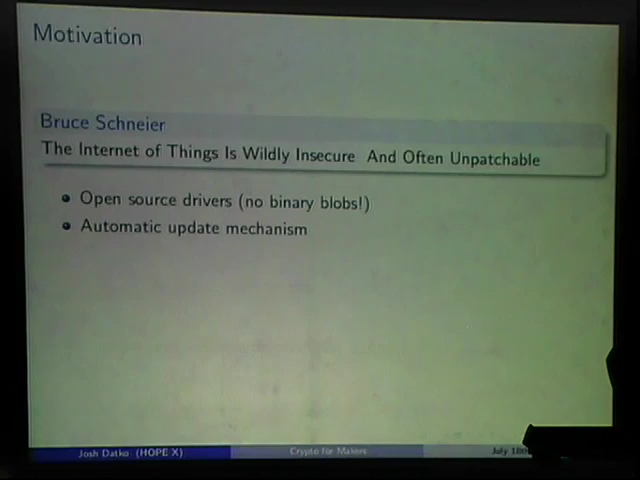 Motivation
Bruce Schneier
The Internet of Things Is Wildly Insecure And Often Unpatchable
Open source drivers (no binary blobs!)
Automatic update mechanism
Josh Datko (HOPE X) Crypto for Makers July